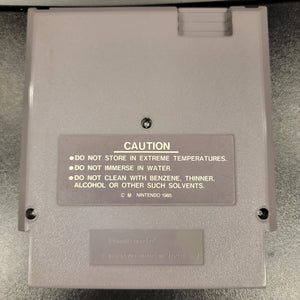 CAUTION
•DO NOT STORE IN EXTREME TEMPERATURES.
•DO NOT IMMERSE IN WATER.
•DO NOT CLEAN WITH BENZENE, THINNER,
ALCOHOL OR OTHER SUCH SOLVENTS.
© M NINTENDO 1985